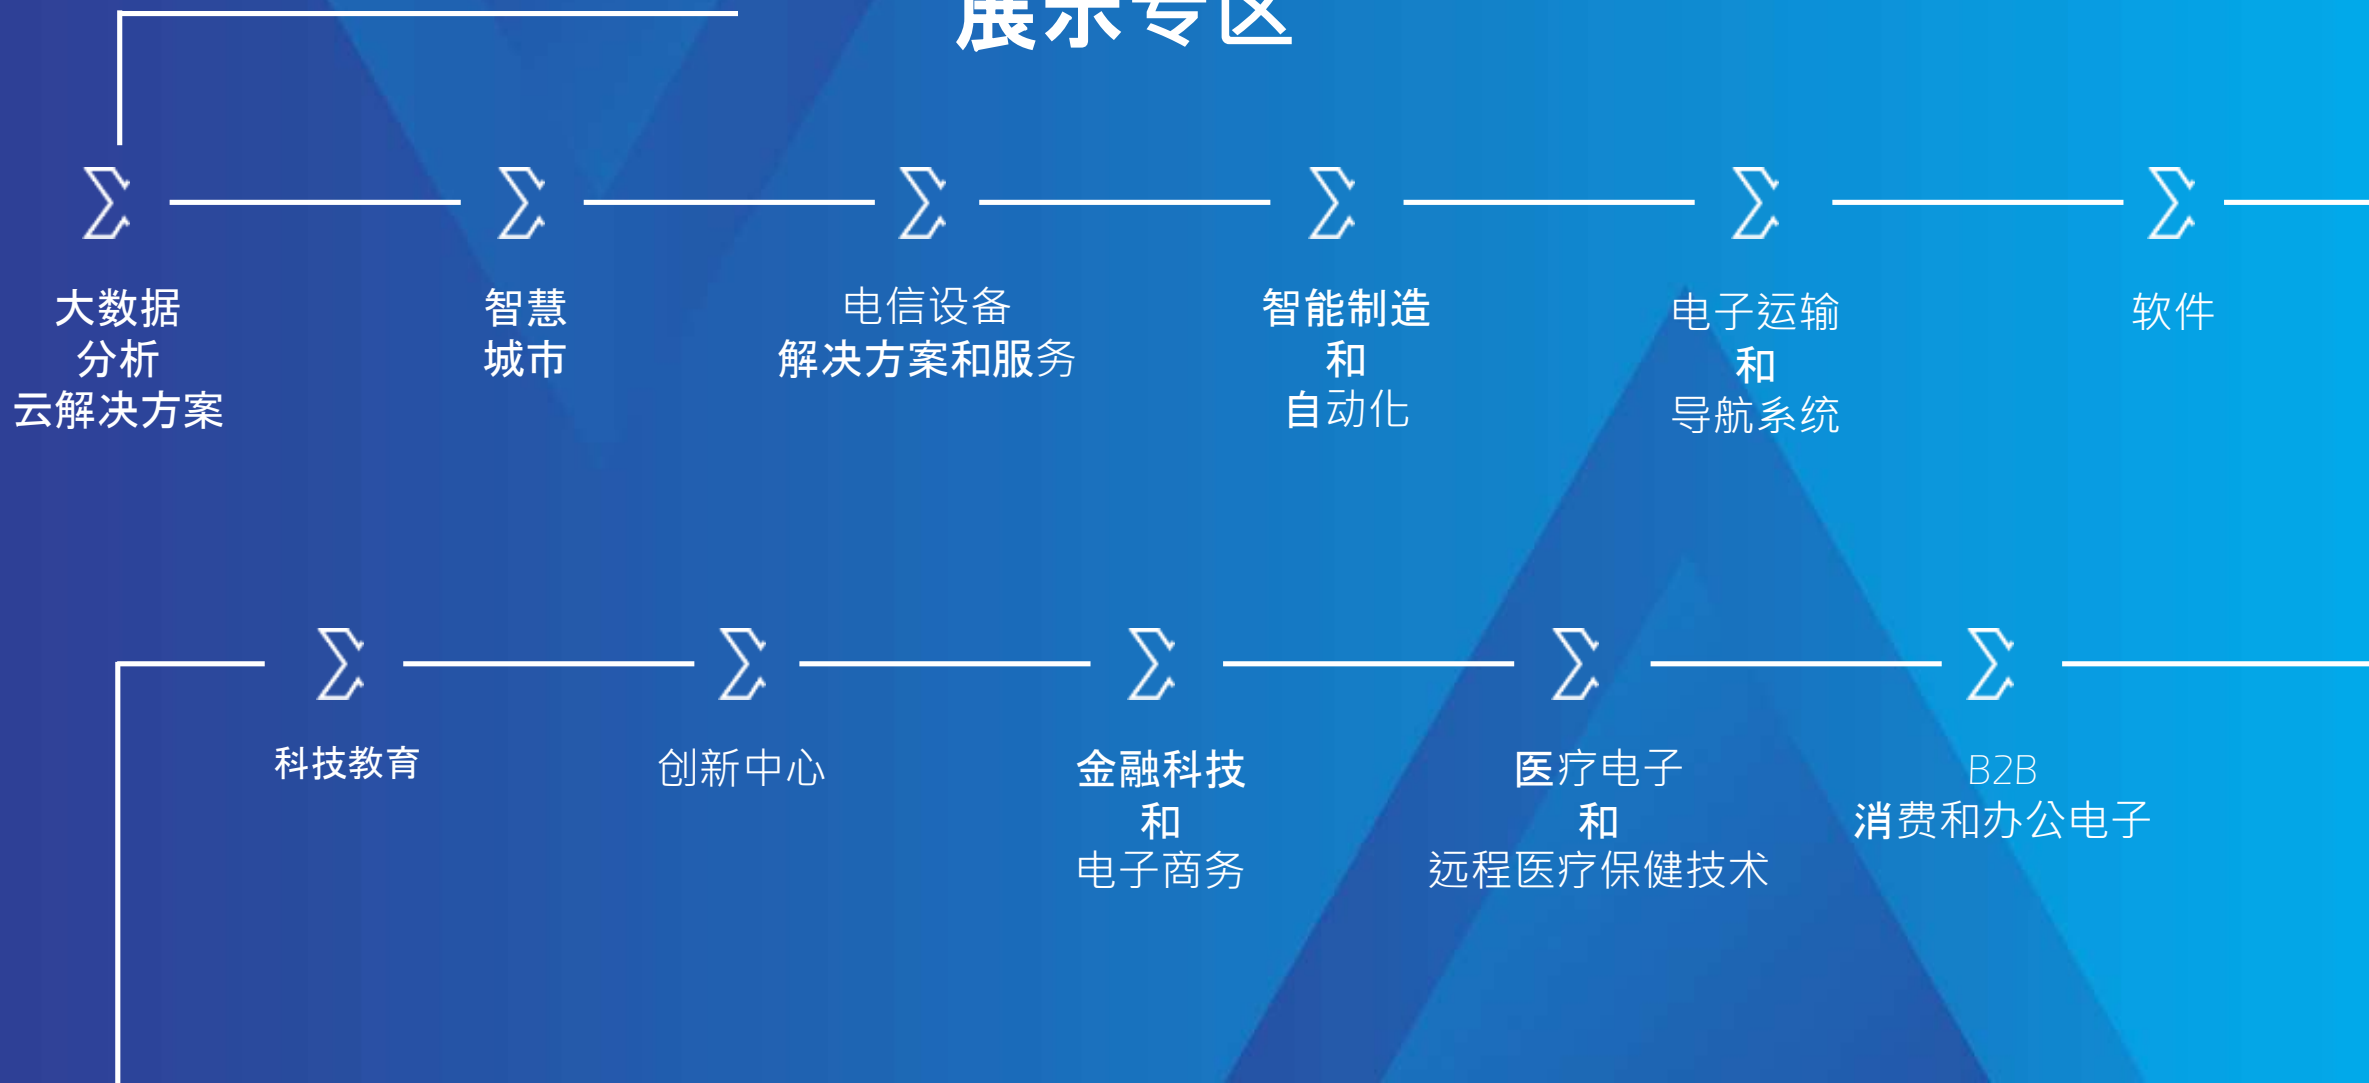 展示专区
大数据
分析
云解决方案
智慧
城市
电信设备
解决方案和服务
智能制造
和
自动化
电子运输
和
导航系统
软件
科技教育
创新中心
金融科技
和
电子商务
医疗电子
和
远程医疗保健技术
B2B
消费和办公电子